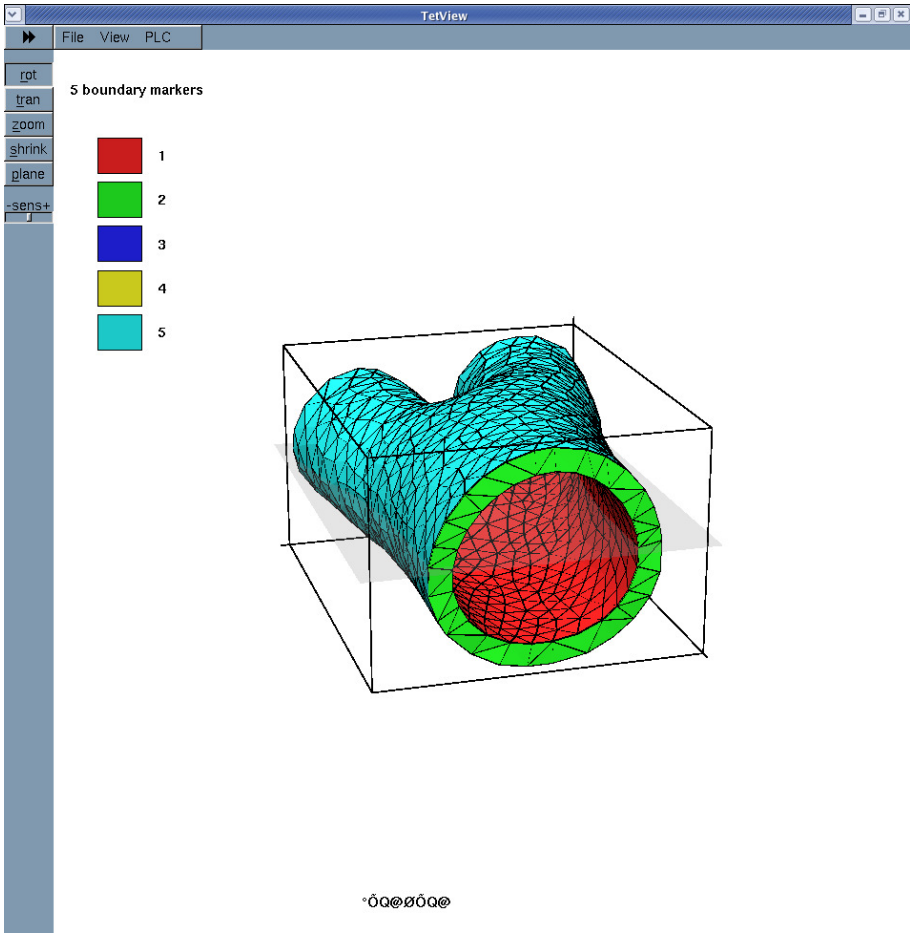 TetView
File View PLC
rot
tran
zoom
shrink
plane
-sens+
5 boundary markers
1
2
3
4
5
°ÕQ@ØÕQ@